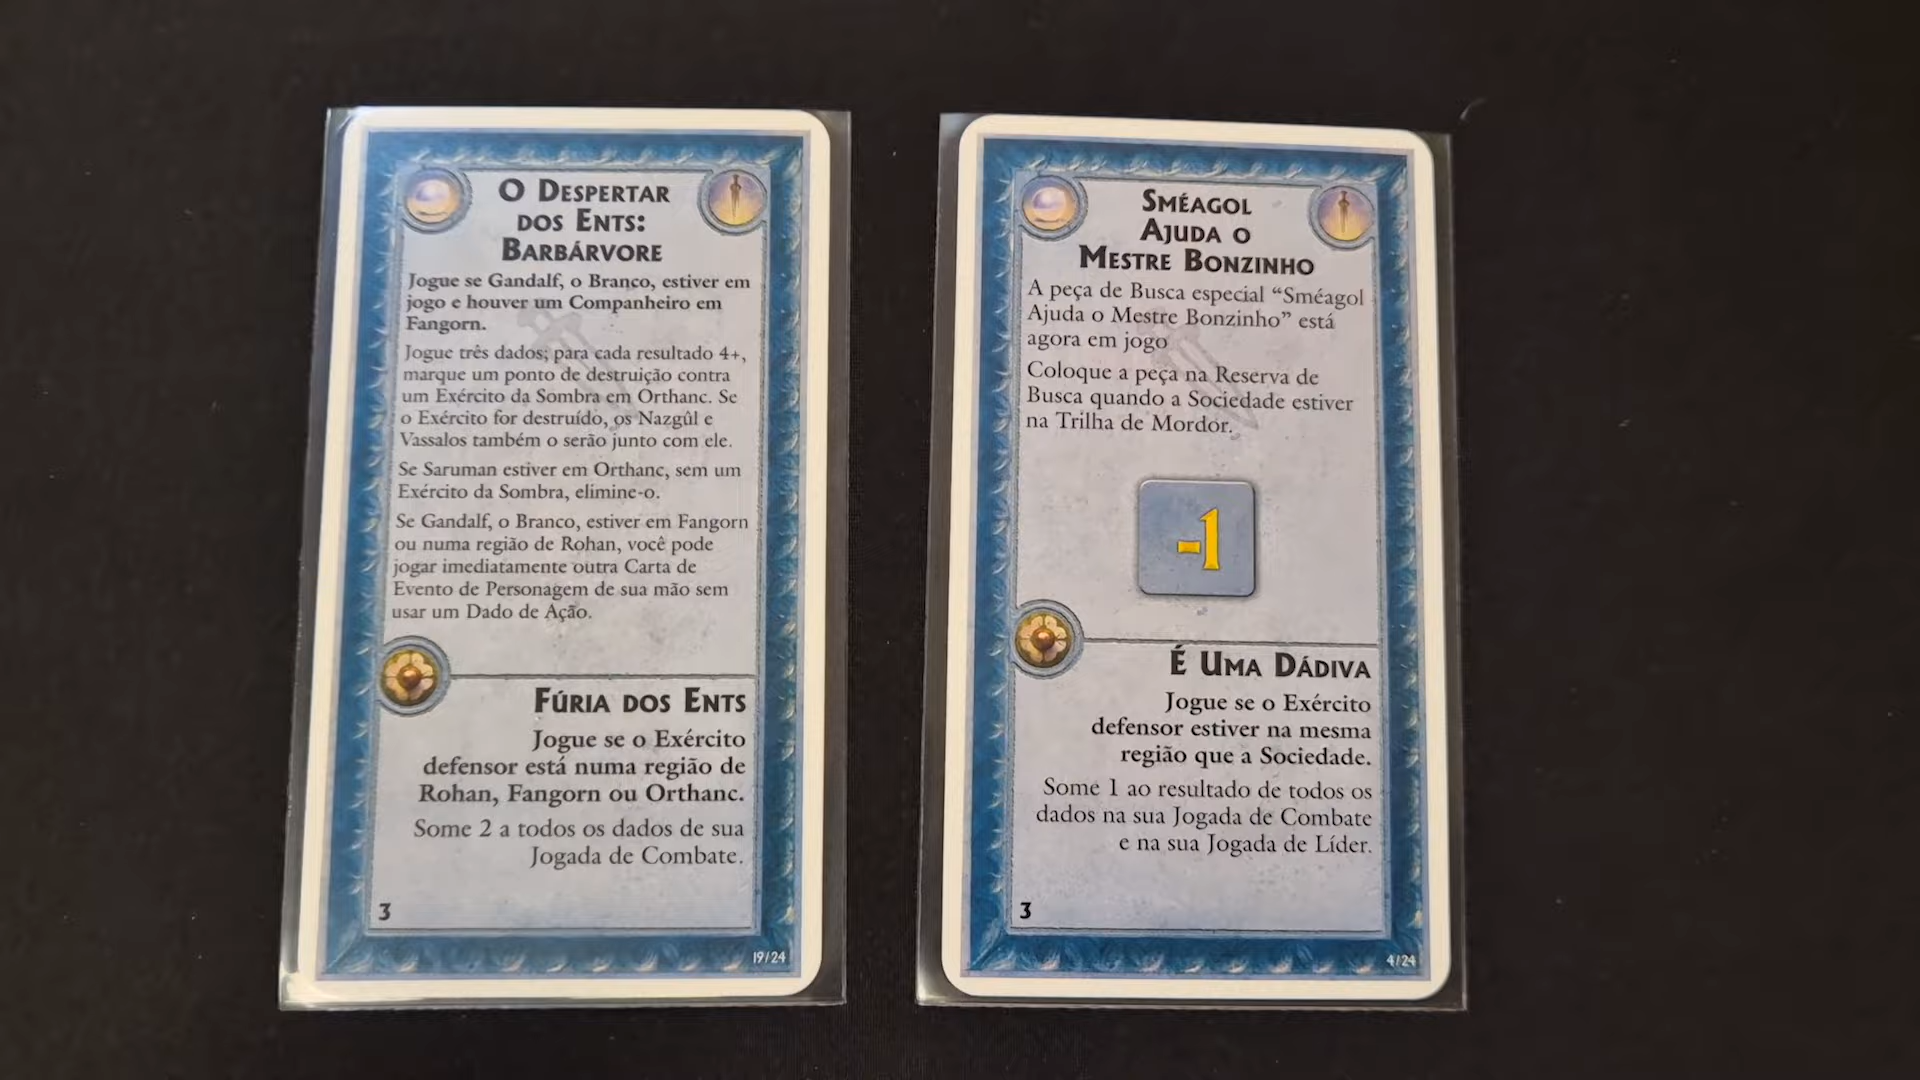 O Despertar
dos Ents:
Barbárvore
Jogue se Gandalf, o Branco, estiver em
jogo e houver um Companheiro em
Fangorn.
Jogue três dados; para cada resultado 4+,
marque um ponto de destruição contra
um Exército da Sombra em Orthanc. Se
o Exército for destruído, os Nazgûl e
Vassalos também o serão junto com ele.
Se Saruman estiver em Orthanc, sem um
Exército da Sombra, elimine-o.
Se Gandalf, o Branco, estiver em Fangorn
ou numa região de Rohan, você pode
jogar imediatamente outra Carta de
Evento de Personagem de sua mão sem
usar um Dado de Ação.
Fúria dos Ents
Jogue se o Exército
defensor está numa região de
Rohan, Fangorn ou Orthanc.
Some 2 a todos os dados de sua
Jogada de Combate.
3
19/24
Sméagol
Ajuda o
Mestre Bonzinho
A peça de Busca especial “Sméagol
Ajuda o Mestre Bonzinho” está
agora em jogo
Coloque a peça na Reserva de
Busca quando a Sociedade estiver
na Trilha de Mordor.
-1
É Uma Dádiva
Jogue se o Exército
defensor estiver na mesma
região que a Sociedade.
Some 1 ao resultado de todos os
dados na sua Jogada de Combate
e na sua Jogada de Líder.
3
4/24